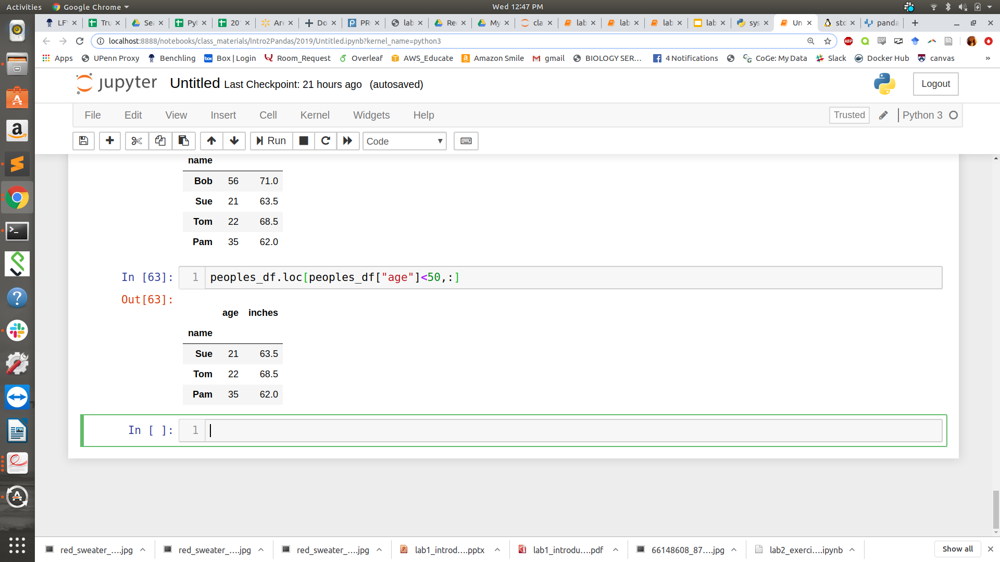 Activities Google Chrome Wed 12:47 PM
LF Tru Sea Pyt 20 Are Do PR lab Re My cla lab lab lab lab sys Un std panda
localhost:8888/notebooks/class_materials/Intro2Pandas/2019/Untitled.ipynb?kernel_name=python3
Apps UPenn Proxy Benchling Box | Login Room_Request Overleaf AWS_Educate Amazon Smile gmail BIOLOGY SER... 4 Notifications CoGe: My Data Slack Docker Hub canvas »
jupyter Untitled Last Checkpoint: 21 hours ago (autosaved) Logout
File Edit View Insert Cell Kernel Widgets Help Trusted Python 3
Run Code
name
Bob 56 71.0
Sue 21 63.5
Tom 22 68.5
Pam 35 62.0
In [63]: 1 peoples_df.loc[peoples_df["age"]<50,:]
Out[63]:
age inches
name
Sue 21 63.5
Tom 22 68.5
Pam 35 62.0
In [ ]: 1
red_sweater_....jpg red_sweater_....jpg red_sweater_....jpg lab1_introd....pptx lab1_introdu....pdf 66148608_87....jpg lab2_exerci....ipynb Show all